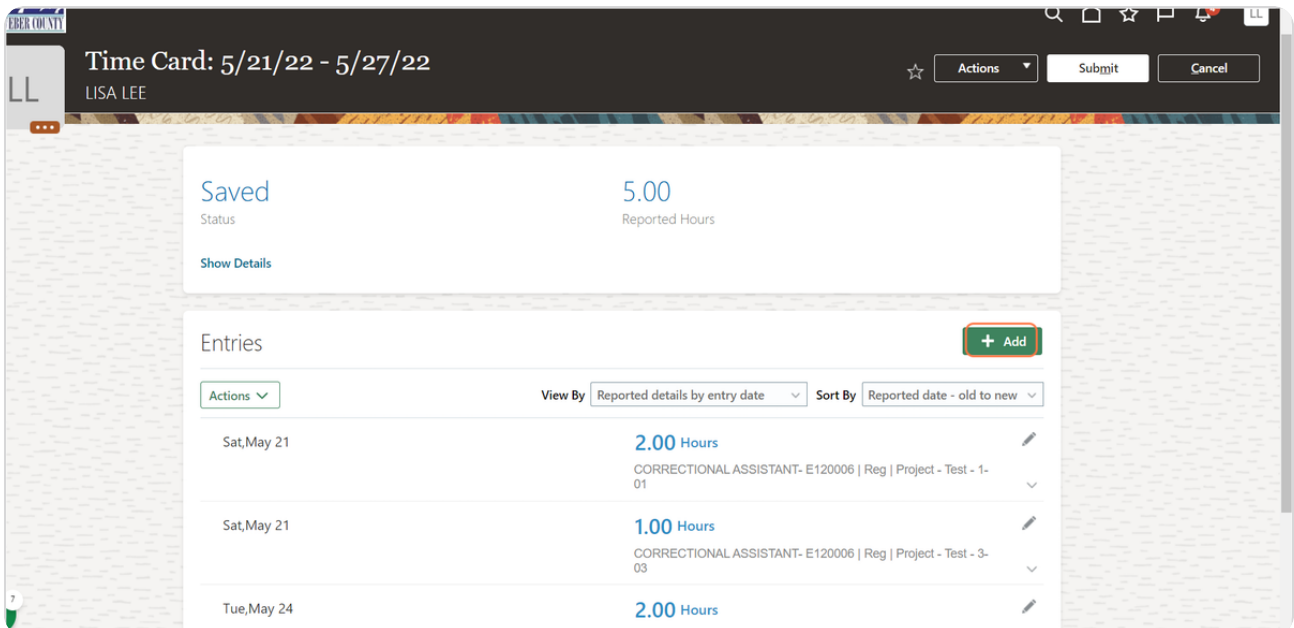 EBER COUNTY
LL
Time Card: 5/21/22 - 5/27/22
Actions
Submit
Cancel
LL
LISA LEE
Saved
5.00
Status
Reported Hours
Show Details
Entries
+ Add
Actions
View By
Reported details by entry date
Sort By
Reported date - old to new
Sat,May 21
2.00 Hours
CORRECTIONAL ASSISTANT- E120006 | Reg | Project - Test - 1-
01
Sat,May 21
1.00 Hours
CORRECTIONAL ASSISTANT- E120006 | Reg | Project - Test - 3-
03
Tue,May 24
2.00 Hours
7